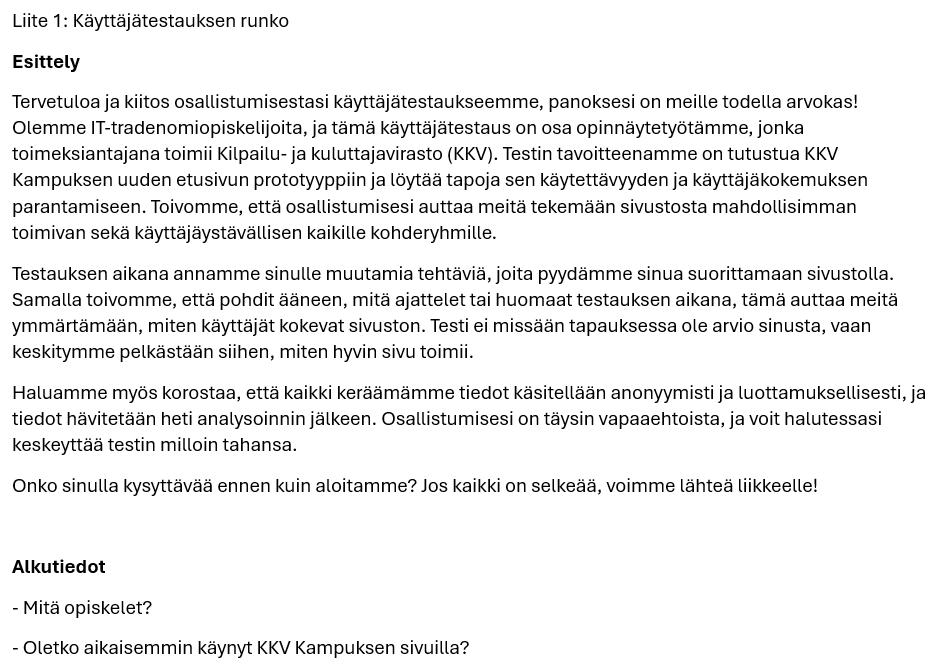 Liite 1: Käyttäjätestauksen runko
Esittely
Tervetuloa ja kiitos osallistumisestasi käyttäjätestaukseemme, panoksesi on meille todella arvokas!
Olemme IT-tradenomiopiskelijoita, ja tämä käyttäjätestaus on osa opinnäytetyötämme, jonka
toimeksiantajana toimii Kilpailu- ja kuluttajavirasto (KKV). Testin tavoitteenamme on tutustua KKV
Kampuksen uuden etusivun prototyyppiin ja löytää tapoja sen käytettävyyden ja käyttäjäkokemuksen
parantamiseen. Toivomme, että osallistumisesi auttaa meitä tekemään sivustosta mahdollisimman
toimivan sekä käyttäjäystävällisen kaikille kohderyhmille.
Testauksen aikana annamme sinulle muutamia tehtäviä, joita pyydämme sinua suorittamaan sivustolla.
Samalla toivomme, että pohdit ääneen, mitä ajattelet tai huomaat testauksen aikana, tämä auttaa meitä
ymmärtämään, miten käyttäjät kokevat sivuston. Testi ei missään tapauksessa ole arvio sinusta, vaan
keskitymme pelkästään siihen, miten hyvin sivu toimii.
Haluamme myös korostaa, että kaikki keräämämme tiedot käsitellään anonyymisti ja luottamuksellisesti, ja
tiedot hävitetään heti analysoinnin jälkeen. Osallistumisesi on täysin vapaaehtoista, ja voit halutessasi
keskeyttää testin milloin tahansa.
Onko sinulla kysyttävää ennen kuin aloitamme? Jos kaikki on selkeää, voimme lähteä liikkeelle!
Alkutiedot
- Mitä opiskelet?
- Oletko aikaisemmin käynyt KKV Kampuksen sivuilla?